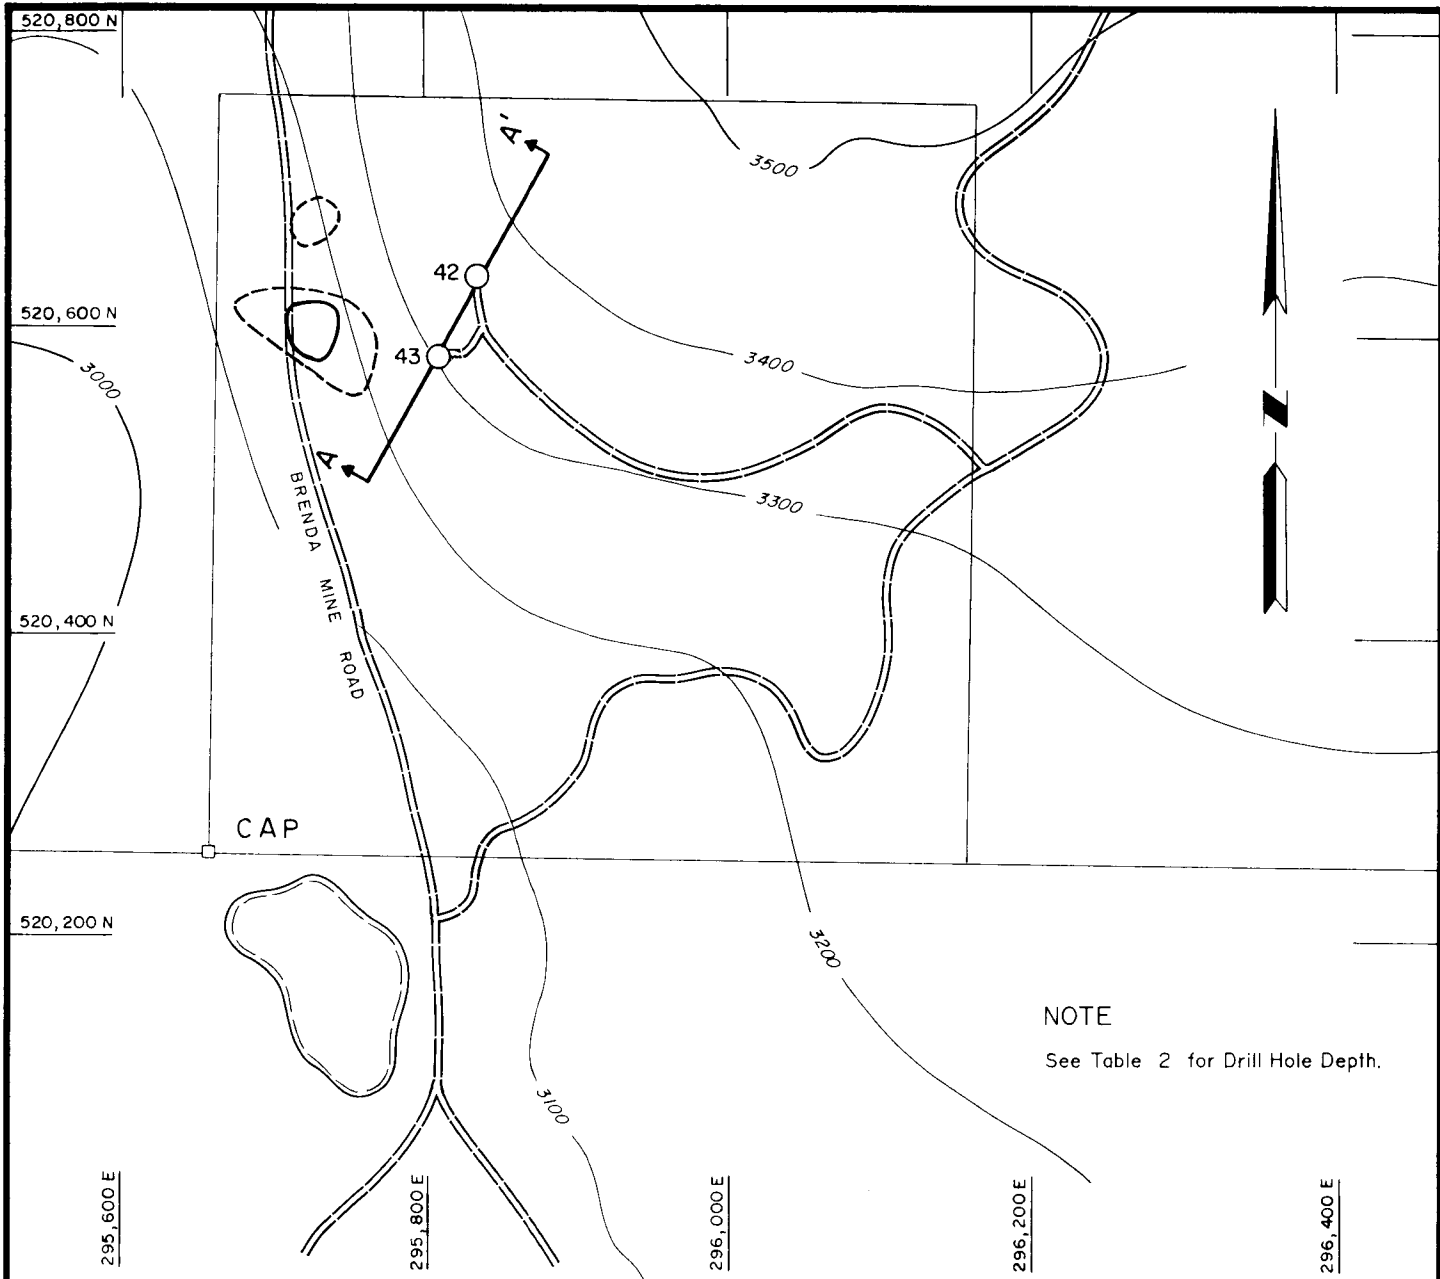 520,800 N
A'
3500
42
520,600 N
43
3400
3000
A
3300
BRENDA MINE ROAD
520,400 N
CAP
520,200 N
3200
NOTE
See Table 2 for Drill Hole Depth.
3100
295,600 E
295,800 E
296,000 E
296,200 E
296,400 E
N